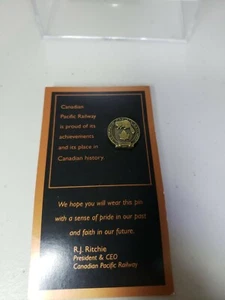 Canadian
Pacific Railway
is proud of its
achievements
and its place in
Canadian history.
We hope you will wear this pin
with a sense of pride in our past
and faith in our future.
R.J. Ritchie
President & CEO
Canadian Pacific Railway